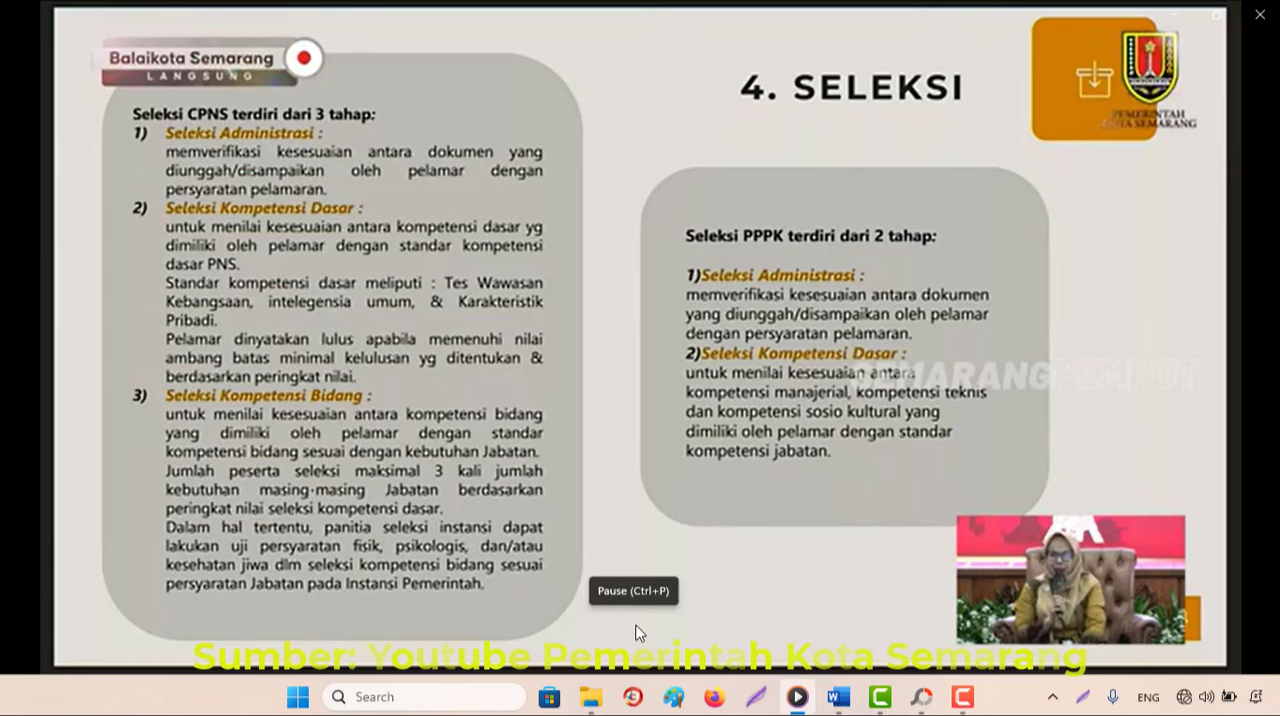 Balaikota Semarang
LANGSUNG
4. SELEKSI
PEMERINTAH
KOTA SEMARANG
Seleksi CPNS terdiri dari 3 tahap:
1) Seleksi Administrasi :
memverifikasi kesesuaian antara dokumen yang
diunggah/disampaikan oleh pelamar dengan
persyaratan pelamaran.
2) Seleksi Kompetensi Dasar :
untuk menilai kesesuaian antara kompetensi dasar yg
dimiliki oleh pelamar dengan standar kompetensi
dasar PNS.
Standar kompetensi dasar meliputi : Tes Wawasan
Kebangsaan, intelegensia umum, & Karakteristik
Pribadi.
Pelamar dinyatakan lulus apabila memenuhi nilai
ambang batas minimal kelulusan yg ditentukan &
berdasarkan peringkat nilai.
3) Seleksi Kompetensi Bidang :
untuk menilai kesesuaian antara kompetensi bidang
yang dimiliki oleh pelamar dengan standar
kompetensi bidang sesuai dengan kebutuhan Jabatan.
Jumlah peserta seleksi maksimal 3 kali jumlah
kebutuhan masing-masing Jabatan berdasarkan
peringkat nilai seleksi kompetensi dasar.
Dalam hal tertentu, panitia seleksi instansi dapat
lakukan uji persyaratan fisik, psikologis, dan/atau
kesehatan jiwa dlm seleksi kompetensi bidang sesuai
persyaratan Jabatan pada Instansi Pemerintah.
Seleksi PPPK terdiri dari 2 tahap:
1)Seleksi Administrasi :
memverifikasi kesesuaian antara dokumen
yang diunggah/disampaikan oleh pelamar
dengan persyaratan pelamaran.
2)Seleksi Kompetensi Dasar :
untuk menilai kesesuaian antara
kompetensi manajerial, kompetensi teknis
dan kompetensi sosio kultural yang
dimiliki oleh pelamar dengan standar
kompetensi jabatan.
Pause (Ctrl+P)
Sumber: Youtube Pemerintah Kota Semarang
Search
ENG